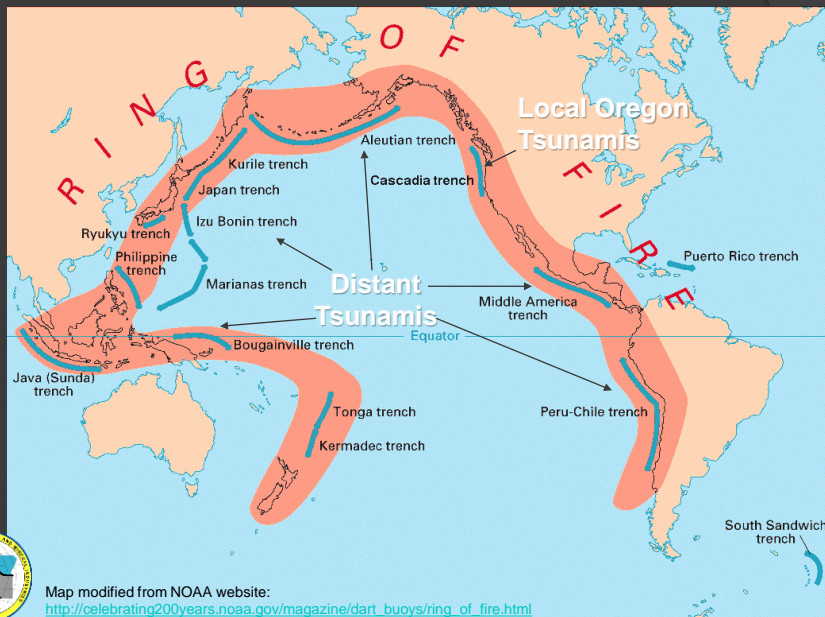 RING OF FIRE
Local Oregon
Tsunamis
Aleutian trench
Kurile trench
Cascadia trench
Japan trench
Izu Bonin trench
Ryukyu trench
Philippine
trench
Puerto Rico trench
Marianas trench
Distant
Tsunamis
Middle America
trench
Equator
Bougainville trench
Java (Sunda)
trench
Tonga trench
Peru-Chile trench
Kermadec trench
South Sandwich
trench
Map modified from NOAA website:
http://celebrating200years.noaa.gov/magazine/dart_buoys/ring_of_fire.html